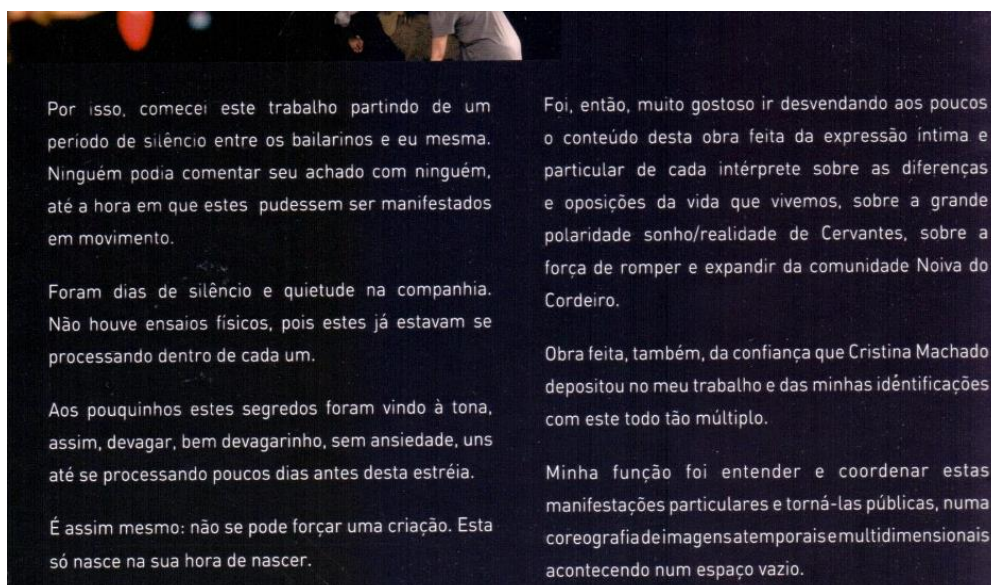 Por isso, comecei este trabalho partindo de um
período de silêncio entre os bailarinos e eu mesma.
Ninguém podia comentar seu achado com ninguém,
até a hora em que estes pudessem ser manifestados
em movimento.
Foram dias de silêncio e quietude na companhia.
Não houve ensaios físicos, pois estes já estavam se
processando dentro de cada um.
Aos pouquinhos estes segredos foram vindo à tona,
assim, devagar, bem devagarinho, sem ansiedade, uns
até se processando poucos dias antes desta estréia.
É assim mesmo: não se pode forçar uma criação. Esta
só nasce na sua hora de nascer.
Foi, então, muito gostoso ir desvendando aos poucos
o conteúdo desta obra feita da expressão íntima e
particular de cada intérprete sobre as diferenças
e oposições da vida que vivemos, sobre a grande
polaridade sonho/realidade de Cervantes, sobre a
força de romper e expandir da comunidade Noiva do
Cordeiro.
Obra feita, também, da confiança que Cristina Machado
depositou no meu trabalho e das minhas idéntificações
com este todo tão múltiplo.
Minha função foi entender e coordenar estas
manifestações particulares e torná-las públicas, numa
coreografiadeimagensatemporaisemultidimensionais
acontecendo num espaço vazio.